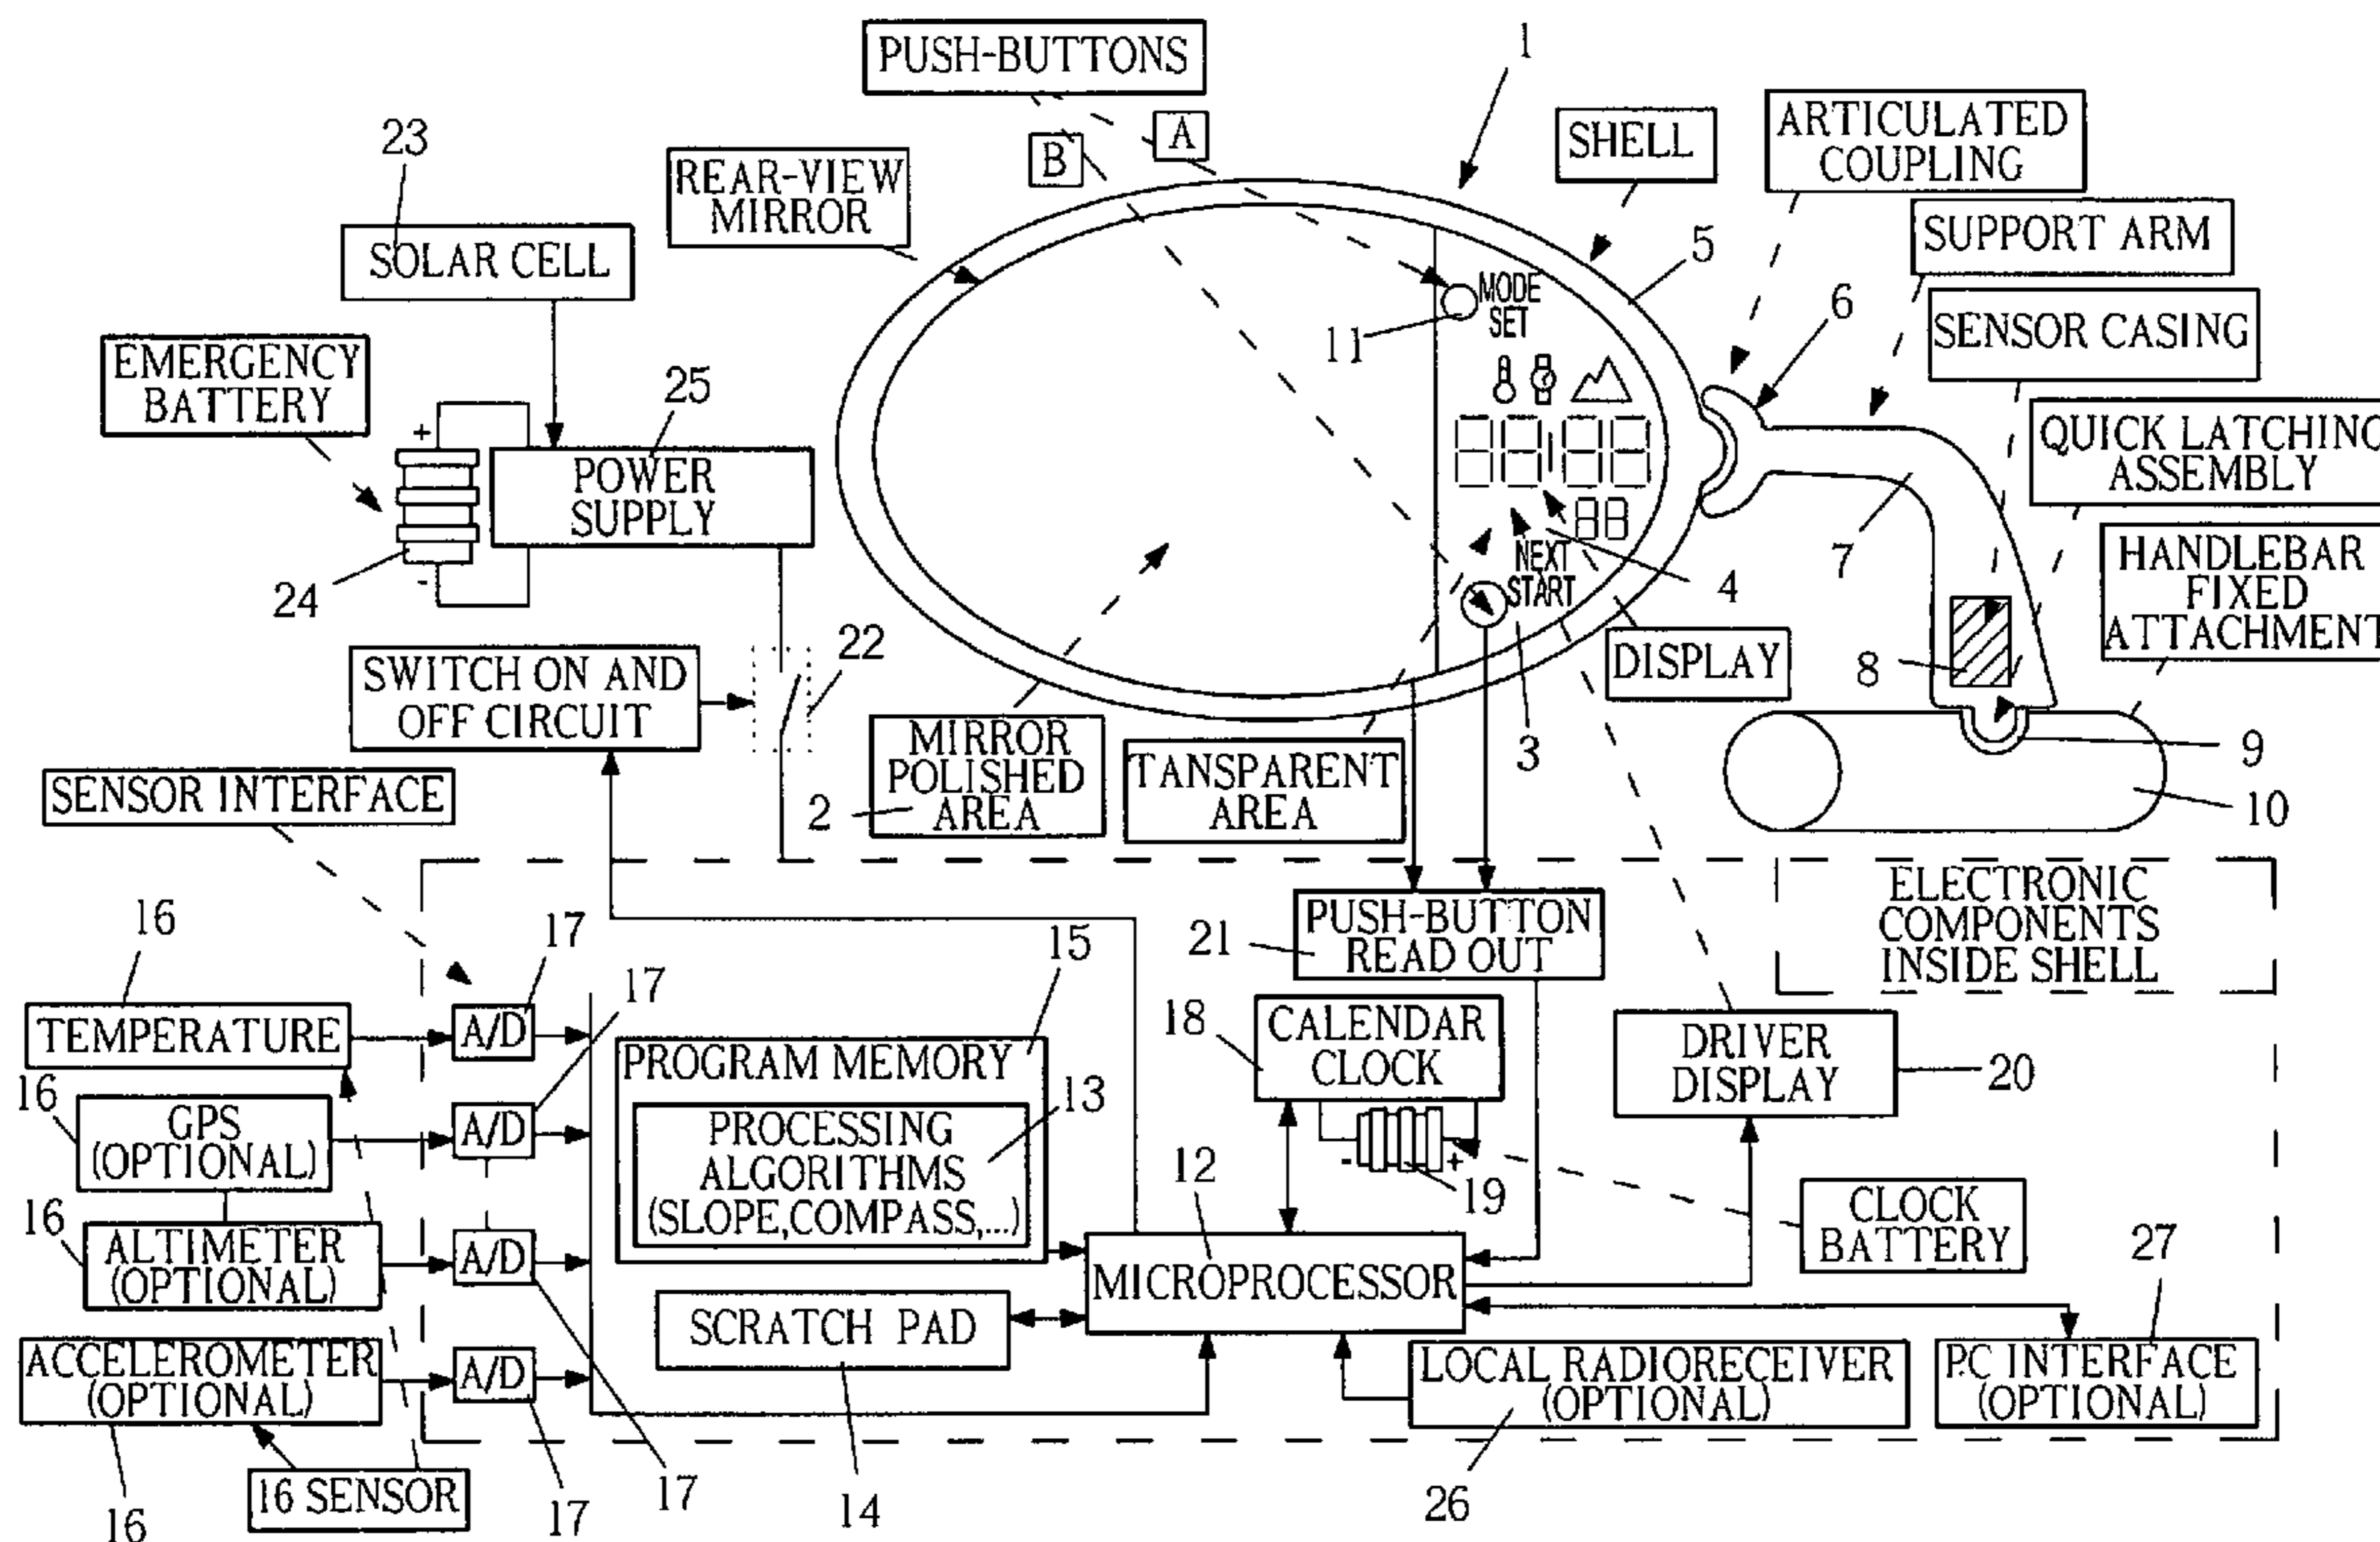 PUSH-BUTTONS
1
A
B
SHELL
ARTICULATED
COUPLING
23
REAR-VIEW
MIRROR
SUPPORT ARM
5
SOLAR CELL
6
SENSOR CASING
MODE
SET
11
EMERGENCY
BATTERY
25
QUICK LATCHING
ASSEMBLY
+
POWER
SUPPLY
88
88:88
NEXT
START
4
7
HANDLEBAR
FIXED
ATTACHMENT
-
24
SWITCH ON AND
OFF CIRCUIT
22
DISPLAY
8
MIRROR
POLISHED
AREA
2
TANSPARENT
AREA
3
9
10
SENSOR INTERFACE
ELECTRONIC
COMPONENTS
INSIDE SHELL
PUSH-BUTTON
READ OUT
21
16
17
15
17
TEMPERATURE
A/D
18
CALENDAR
CLOCK
DRIVER
DISPLAY
20
PROGRAM MEMORY
13
16
GPS
(OPTIONAL)
A/D
PROCESSING
ALGORITHMS
(SLOPE,COMPASS,...)
- +
19
12
16
ALTIMETER
(OPTIONAL)
A/D
CLOCK
BATTERY
27
MICROPROCESSOR
SCRATCH PAD
ACCELEROMETER
(OPTIONAL)
A/D
LOCAL RADIORECEIVER
(OPTIONAL)
P.C INTERFACE
(OPTIONAL)
16 SENSOR
16
17
17
14
26